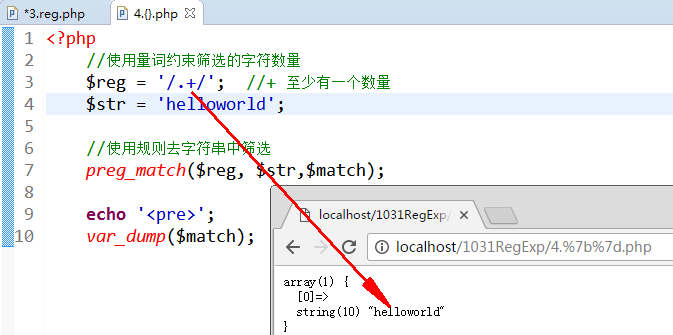 *3.reg.php 4.{}.php
1 <?php
2 //使用量词约束筛选的字符数量
3 $reg = '/.+/'; //+ 至少有一个数量
4 $str = 'helloworld';
5
6 //使用规则去字符串中筛选
7 preg_match($reg, $str,$match);
8
9 echo '<pre>';
10 var_dump($match);
localhost/1031RegExp/
localhost/1031RegExp/4.%7b%7d.php
array(1) {
[0]=>
string(10) "helloworld"
}